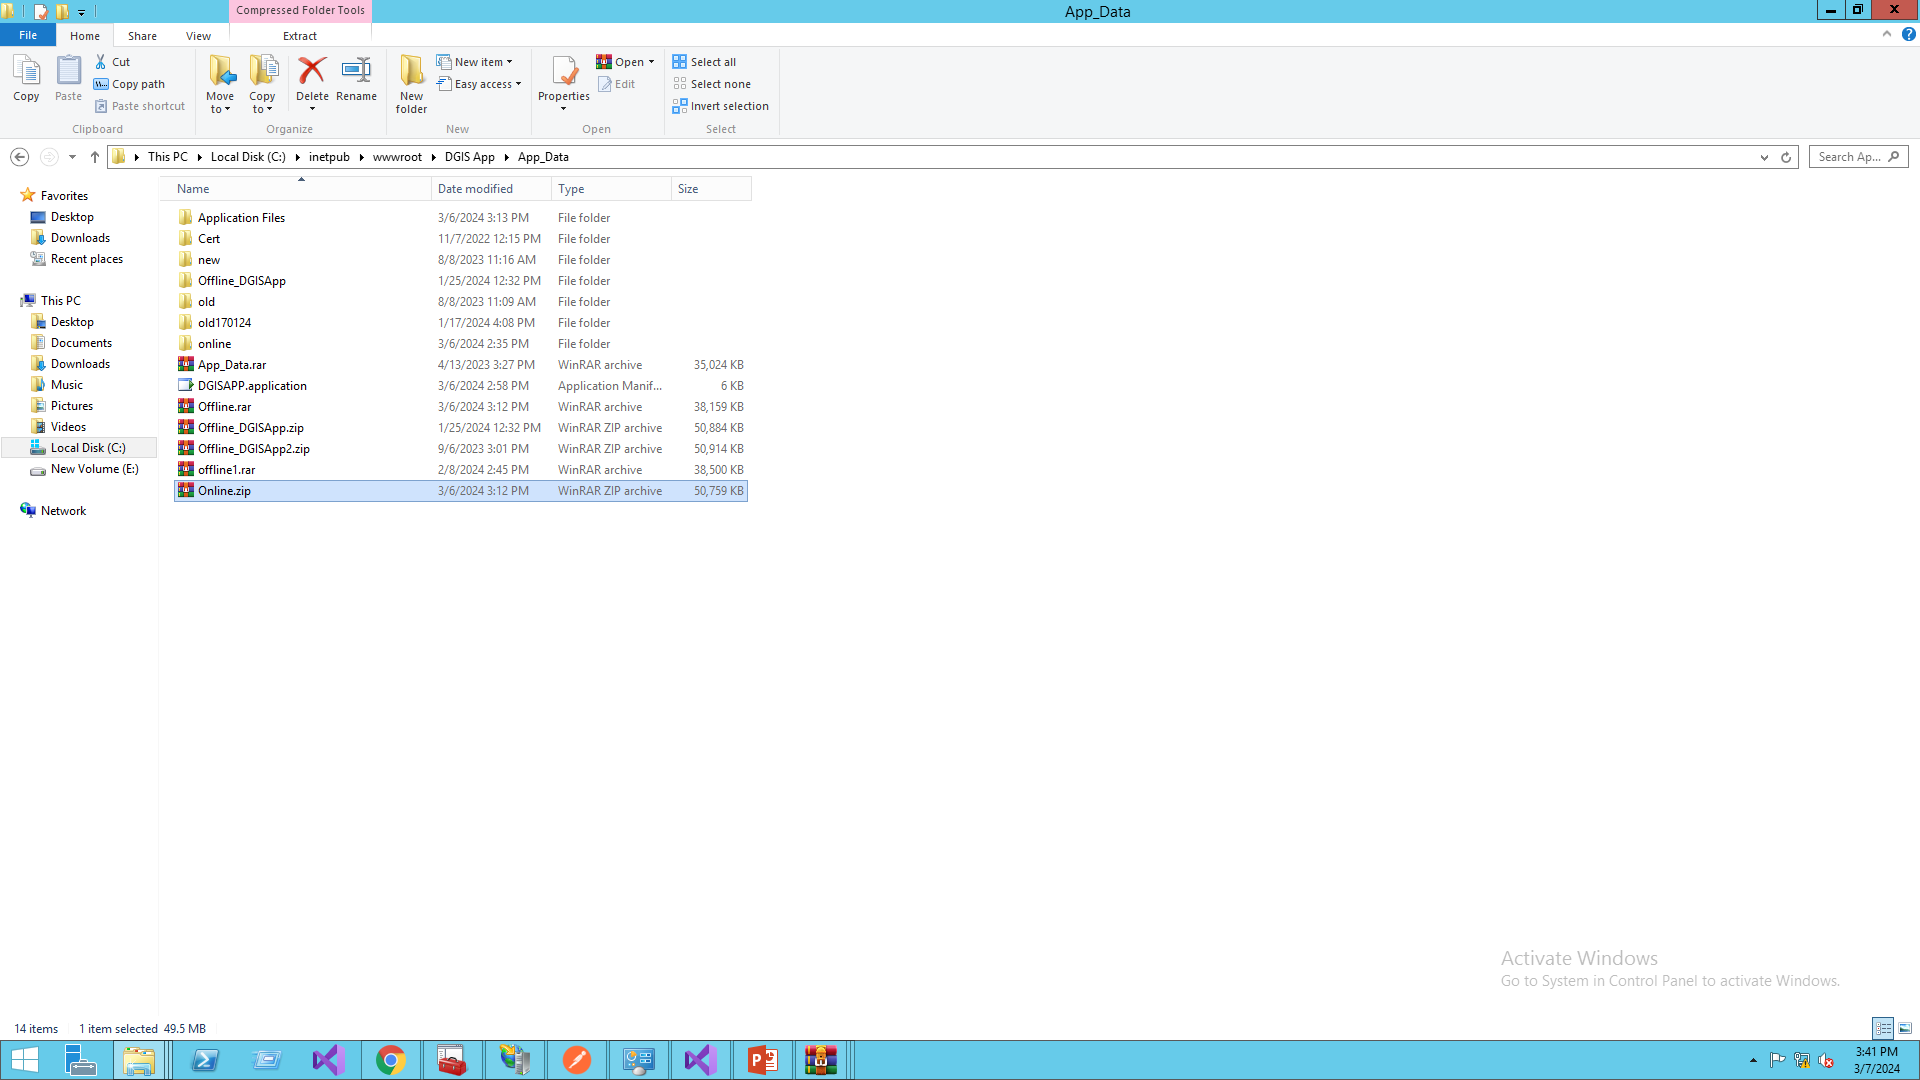 Compressed Folder Tools
App_Data
File
Home
Share
View
Extract
Copy
Paste
Cut
Copy path
Paste shortcut
Clipboard
Move to
Copy to
Delete
Rename
Organize
New folder
New item
Easy access
New
Properties
Open
Edit
Open
Select all
Select none
Invert selection
Select
This PC
Local Disk (C:)
inetpub
wwwroot
DGIS App
App_Data
Search Ap...
Favorites
Desktop
Downloads
Recent places
This PC
Desktop
Documents
Downloads
Music
Pictures
Videos
Local Disk (C:)
New Volume (E:)
Network
Name Date modified Type Size
Application Files 3/6/2024 3:13 PM File folder
Cert 11/7/2022 12:15 PM File folder
new 8/8/2023 11:16 AM File folder
Offline_DGISApp 1/25/2024 12:32 PM File folder
old 8/8/2023 11:09 AM File folder
old170124 1/17/2024 4:08 PM File folder
online 3/6/2024 2:35 PM File folder
App_Data.rar 4/13/2023 3:27 PM WinRAR archive 35,024 KB
DGISAPP.application 3/6/2024 2:58 PM Application Manif... 6 KB
Offline.rar 3/6/2024 3:12 PM WinRAR archive 38,159 KB
Offline_DGISApp.zip 1/25/2024 12:32 PM WinRAR ZIP archive 50,884 KB
Offline_DGISApp2.zip 9/6/2023 3:01 PM WinRAR ZIP archive 50,914 KB
offline1.rar 2/8/2024 2:45 PM WinRAR archive 38,500 KB
Online.zip 3/6/2024 3:12 PM WinRAR ZIP archive 50,759 KB
Activate Windows
Go to System in Control Panel to activate Windows.
14 items 1 item selected 49.5 MB
3:41 PM
3/7/2024